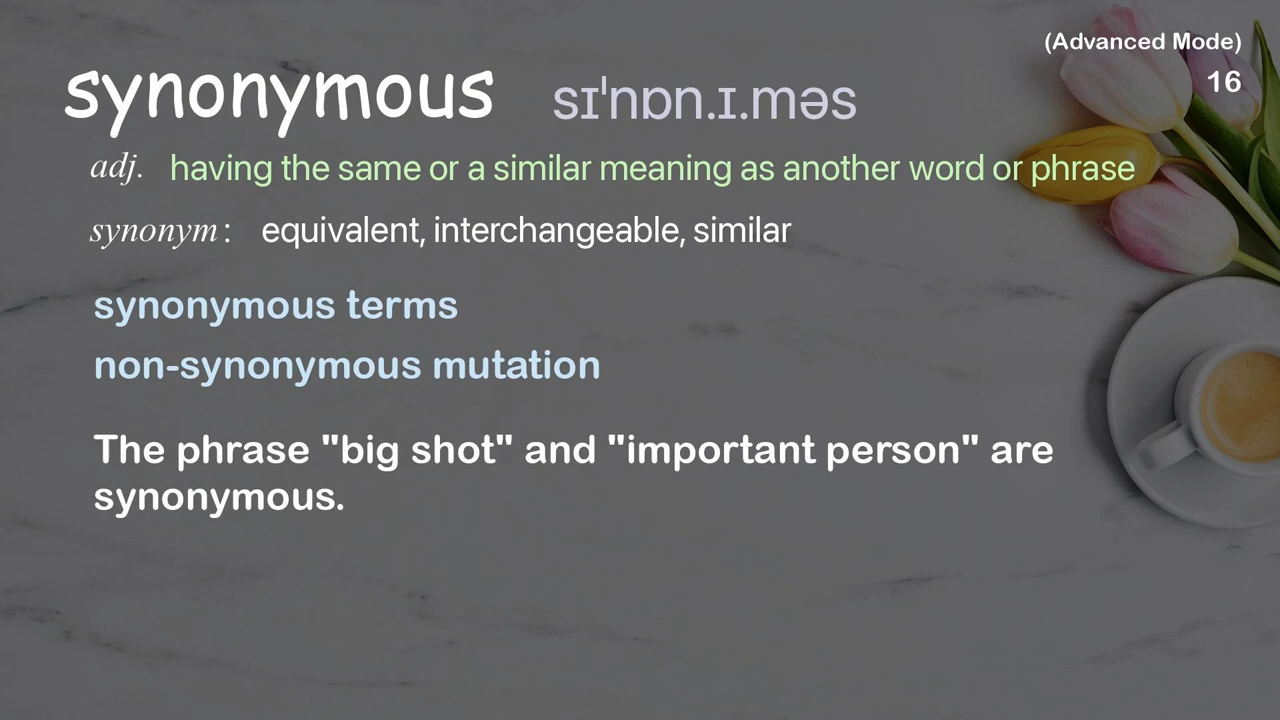 (Advanced Mode)
16
synonymous sɪˈnɒn.ɪ.məs
adj. having the same or a similar meaning as another word or phrase
synonym : equivalent, interchangeable, similar
synonymous terms
non-synonymous mutation
The phrase "big shot" and "important person" are
synonymous.